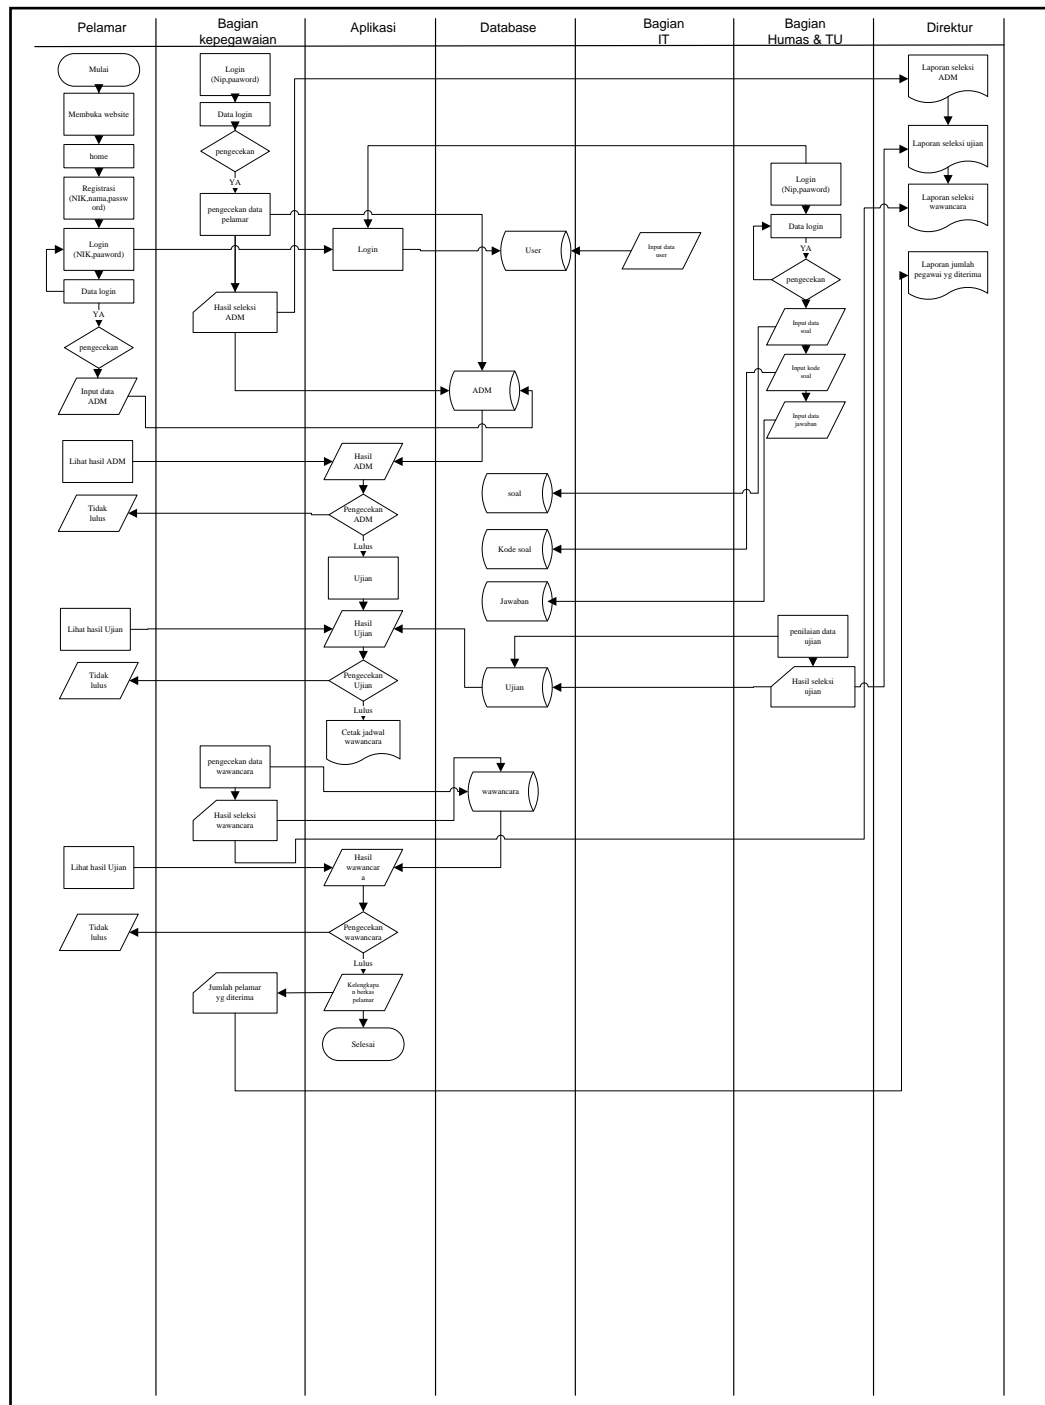 Pelamar
Bagian
kepegawaian
Aplikasi
Database
Bagian
IT
Bagian
Humas & TU
Direktur
Mulai
Membuka website
home
Registrasi
(NIK,nama,passw
ord)
Login
(NIK,paaword)
Data login
YA
pengecekan
Input data
ADM
Lihat hasil ADM
Tidak
lulus
Lihat hasil Ujian
Tidak
lulus
Lihat hasil Ujian
Tidak
lulus
Login
(Nip,paaword)
Data login
pengecekan
YA
pengecekan data
pelamar
Hasil seleksi
ADM
pengecekan data
wawancara
Hasil seleksi
wawancara
Jumlah pelamar
yg diterima
Login
Hasil
ADM
Pengecekan
ADM
Lulus
Ujian
Hasil
Ujian
Pengecekan
Ujian
Lulus
Cetak jadwal
wawancara
Hasil
wawancar
a
Pengecekan
wawancara
Lulus
Kelengkapa
n berkas
pelamar
Selesai
User
ADM
soal
Kode soal
Jawaban
Ujian
wawancara
Input data
user
Login
(Nip,paaword)
Data login
YA
pengecekan
Input data
soal
Input kode
soal
Input data
jawaban
penilaian data
ujian
Hasil seleksi
ujian
Laporan seleksi
ADM
Laporan seleksi ujian
Laporan seleksi
wawancara
Laporan jumlah
pegawai yg diterima